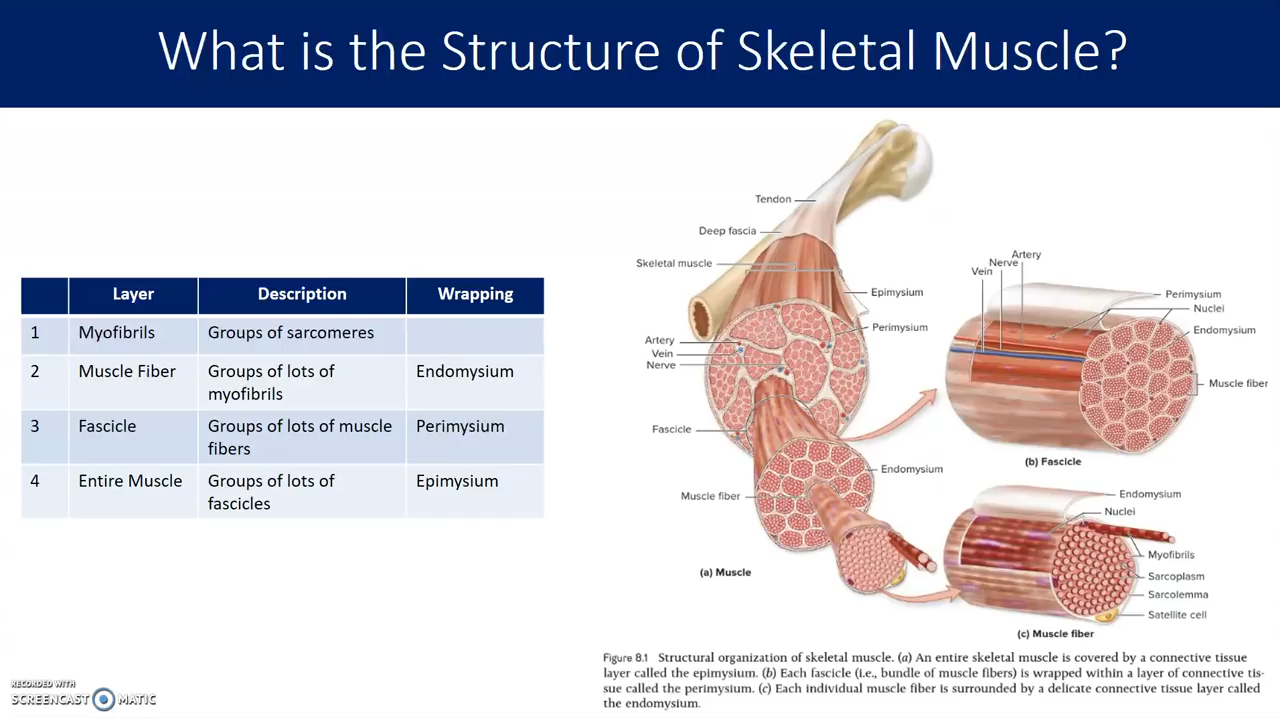 What is the Structure of Skeletal Muscle?
Layer Description Wrapping
1 Myofibrils Groups of sarcomeres
2 Muscle Fiber Groups of lots of myofibrils Endomysium
3 Fascicle Groups of lots of muscle fibers Perimysium
4 Entire Muscle Groups of lots of fascicles Epimysium
Tendon
Deep fascia
Skeletal muscle
Epimysium
Perimysium
Artery
Vein
Nerve
Fascicle
Endomysium
Muscle fiber
(a) Muscle
Artery
Nerve
Vein
Perimysium
Nuclei
Endomysium
Muscle fiber
(b) Fascicle
Endomysium
Nuclei
Myofibrils
Sarcoplasm
Sarcolemma
Satellite cell
(c) Muscle fiber
Figure 8.1 Structural organization of skeletal muscle. (a) An entire skeletal muscle is covered by a connective tissue
layer called the epimysium. (b) Each fascicle (i.e., bundle of muscle fibers) is wrapped within a layer of connective tis-
sue called the perimysium. (c) Each individual muscle fiber is surrounded by a delicate connective tissue layer called
the endomysium.
RECORDED WITH
SCREENCAST MATIC